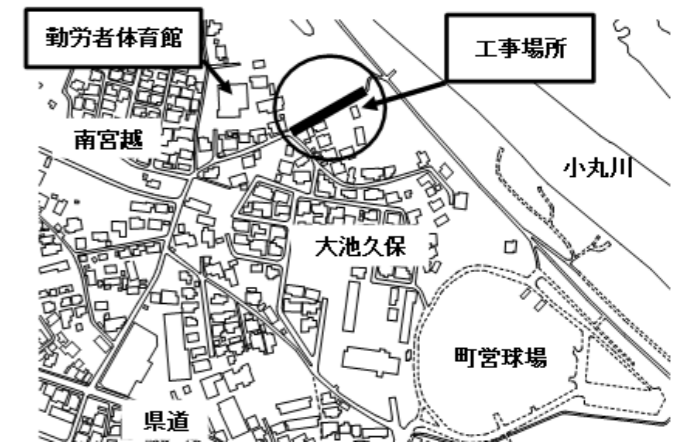 勤労者体育館
工事場所
南宮越
小丸川
大池久保
町営球場
県道